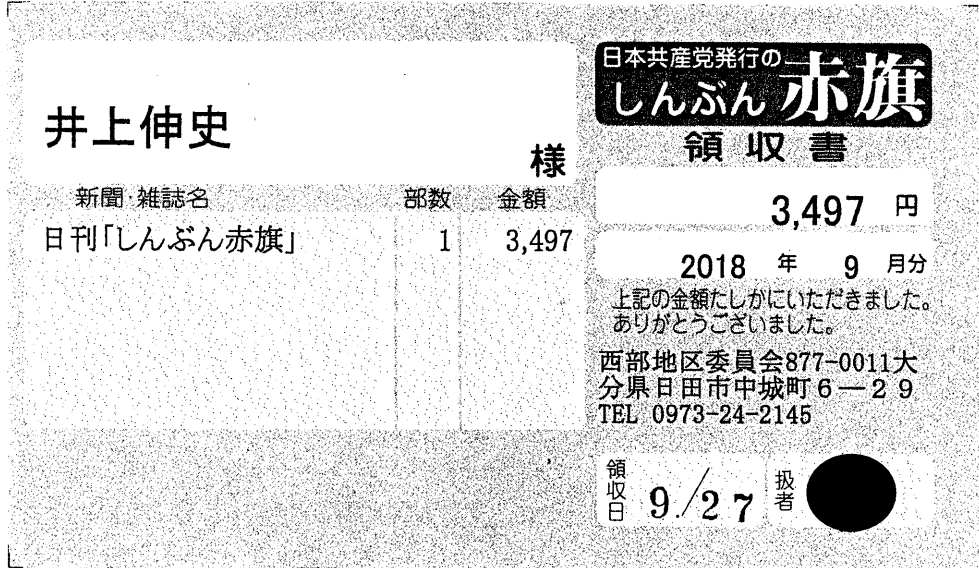 井上伸史
様
新聞・雑誌名 部数 金額
日刊「しんぶん赤旗」 1 3,497
日本共産党発行の
しんぶん赤旗
領収書
3,497 円
2018 年 9 月分
上記の金額たしかにいただきました。
ありがとうございました。
西部地区委員会877-0011大
分県日田市中城町6―29
TEL 0973-24-2145
領収日 9./27 扱者